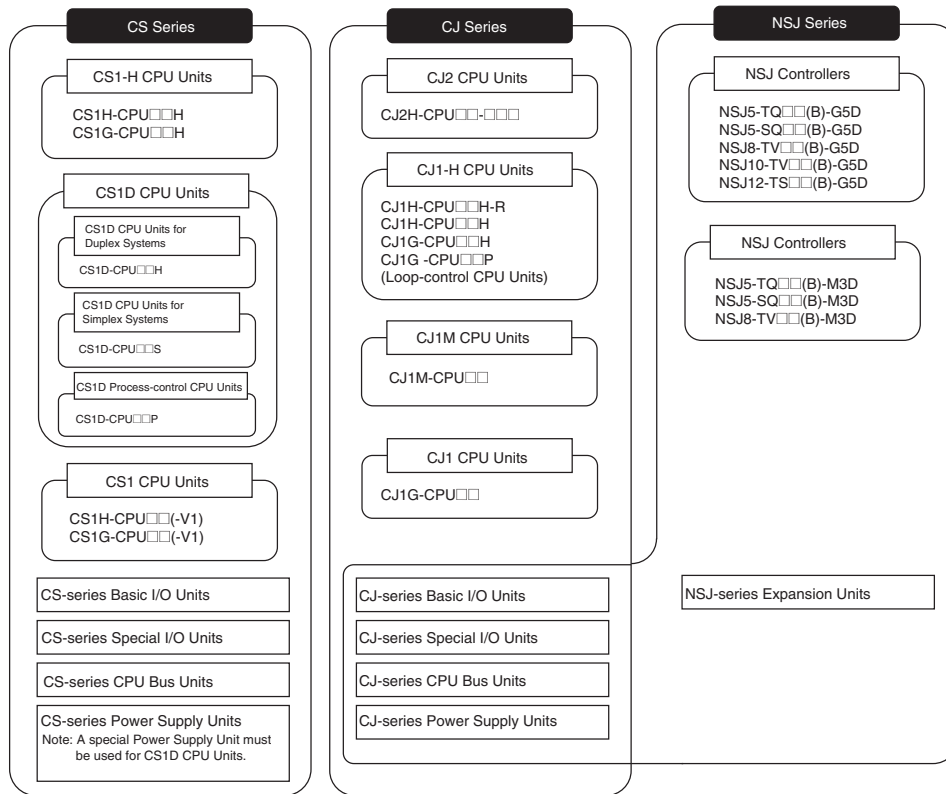 CS Series
CS1-H CPU Units
CS1H-CPU□□H
CS1G-CPU□□H
CS1D CPU Units
CS1D CPU Units for
Duplex Systems
CS1D-CPU□□H
CS1D CPU Units for
Simplex Systems
CS1D-CPU□□S
CS1D Process-control CPU Units
CS1D-CPU□□P
CS1 CPU Units
CS1H-CPU□□(-V1)
CS1G-CPU□□(-V1)
CS-series Basic I/O Units
CS-series Special I/O Units
CS-series CPU Bus Units
CS-series Power Supply Units
Note: A special Power Supply Unit must
be used for CS1D CPU Units.
CJ Series
CJ2 CPU Units
CJ2H-CPU□□-□□□
CJ1-H CPU Units
CJ1H-CPU□□H-R
CJ1H-CPU□□H
CJ1G-CPU□□H
CJ1G -CPU□□P
(Loop-control CPU Units)
CJ1M CPU Units
CJ1M-CPU□□
CJ1 CPU Units
CJ1G-CPU□□
CJ-series Basic I/O Units
CJ-series Special I/O Units
CJ-series CPU Bus Units
CJ-series Power Supply Units
NSJ Series
NSJ Controllers
NSJ5-TQ□□(B)-G5D
NSJ5-SQ□□(B)-G5D
NSJ8-TV□□(B)-G5D
NSJ10-TV□□(B)-G5D
NSJ12-TS□□(B)-G5D
NSJ Controllers
NSJ5-TQ□□(B)-M3D
NSJ5-SQ□□(B)-M3D
NSJ8-TV□□(B)-M3D
NSJ-series Expansion Units